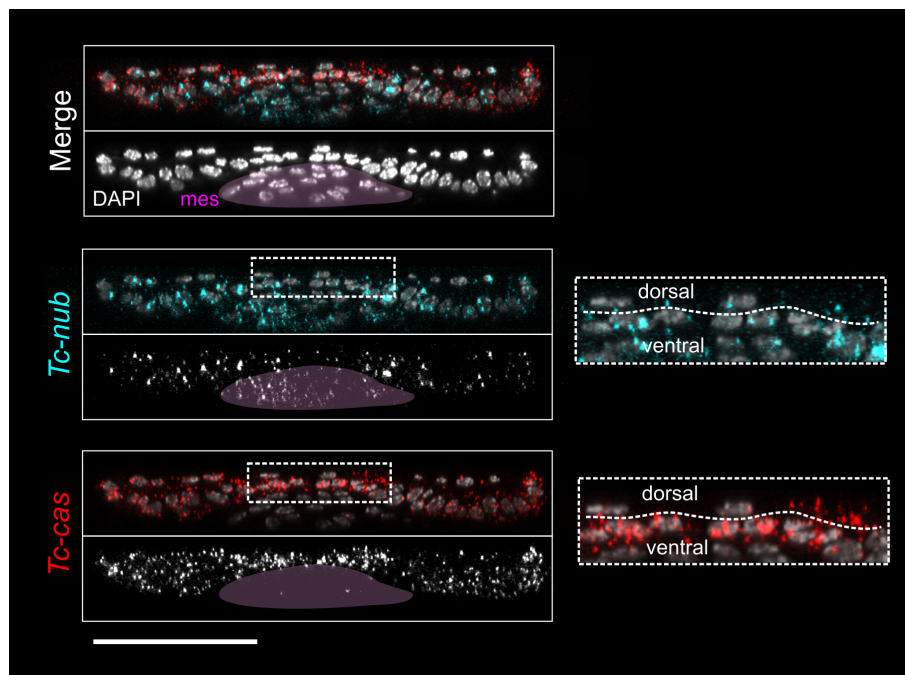 Merge
DAPI
mes
Tc-nub
dorsal
ventral
Tc-cas
dorsal
ventral